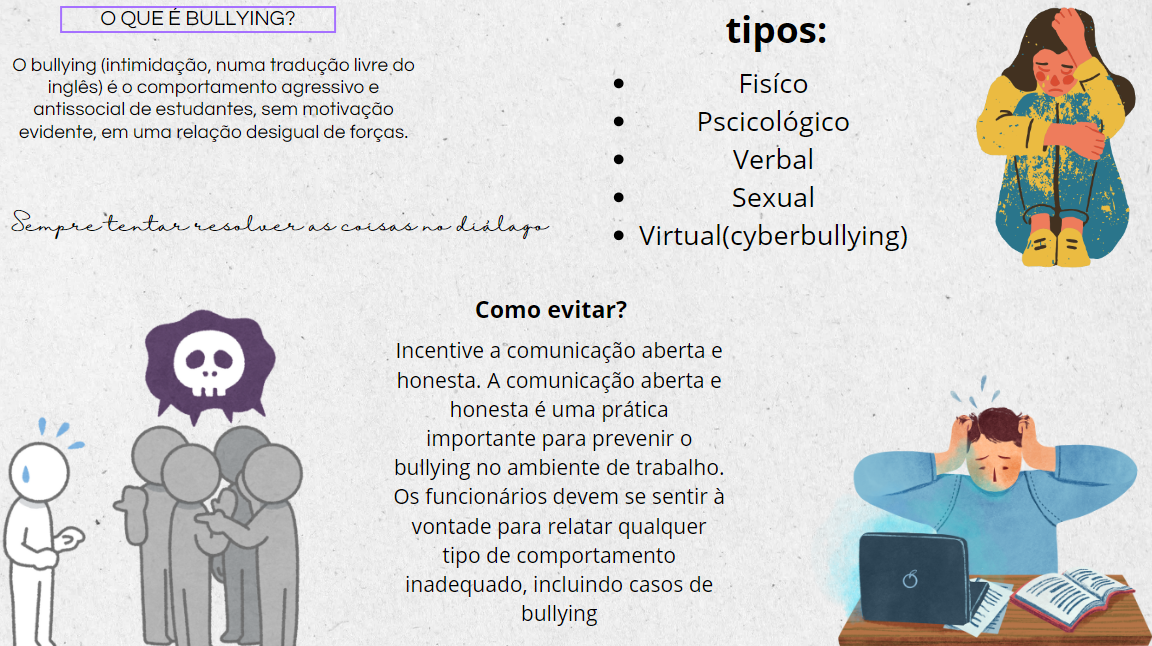 O QUE É BULLYING?
O bullying (intimidação, numa tradução livre do
inglês) é o comportamento agressivo e
antissocial de estudantes, sem motivação
evidente, em uma relação desigual de forças.
Sempre tentar resolver as coisas no diálago
tipos:
Fisíco
Pscicológico
Verbal
Sexual
Virtual(cyberbullying)
Como evitar?
Incentive a comunicação aberta e
honesta. A comunicação aberta e
honesta é uma prática
importante para prevenir o
bullying no ambiente de trabalho.
Os funcionários devem se sentir à
vontade para relatar qualquer
tipo de comportamento
inadequado, incluindo casos de
bullying